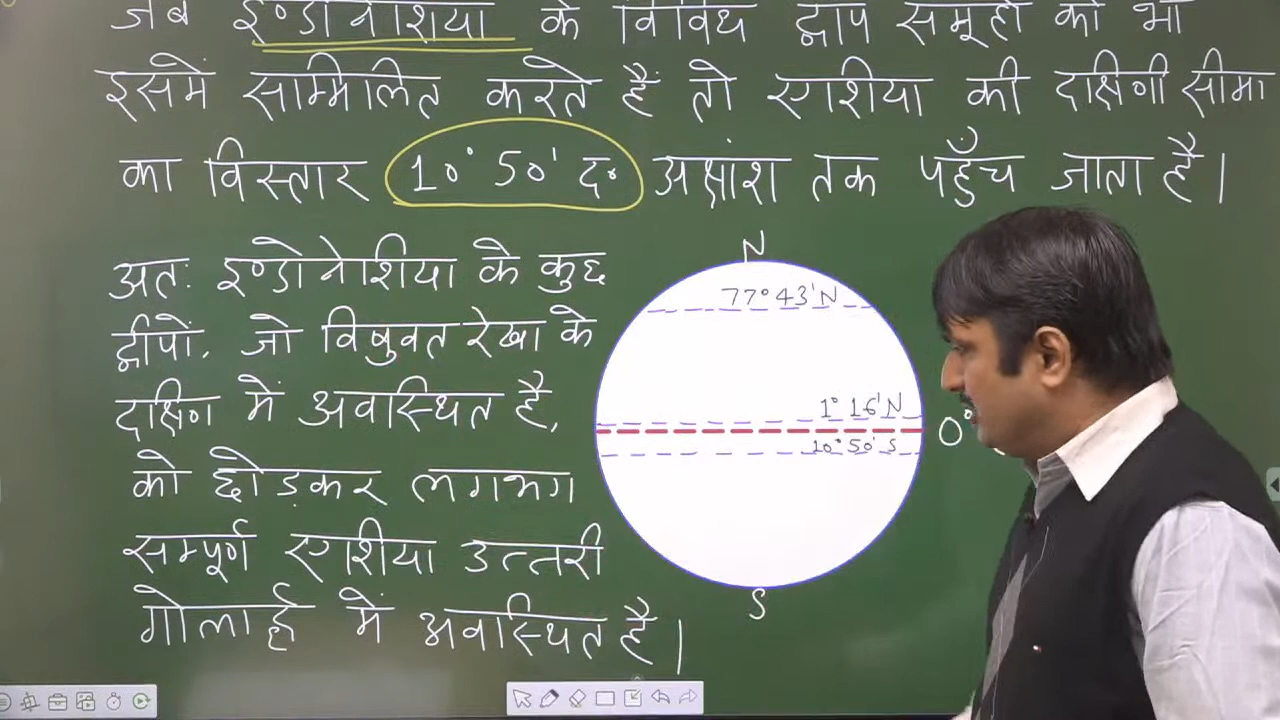 जब इण्डोनेशिया के विविध द्वीप समूहों को भी
इसमें सम्मिलित करते हैं तो एशिया की दक्षिणी सीमा
का विस्तार 10° 50' द० अक्षांश तक पहुँच जाता है।
अतः इण्डोनेशिया के कुछ
द्वीपों, जो विषुवत रेखा के
दक्षिण में अवस्थित है,
को छोड़कर लगभग
सम्पूर्ण एशिया उत्तरी
गोलार्द्ध में अवस्थित है।
N
77° 43' N
1° 16' N
0°
10° 50' S
S